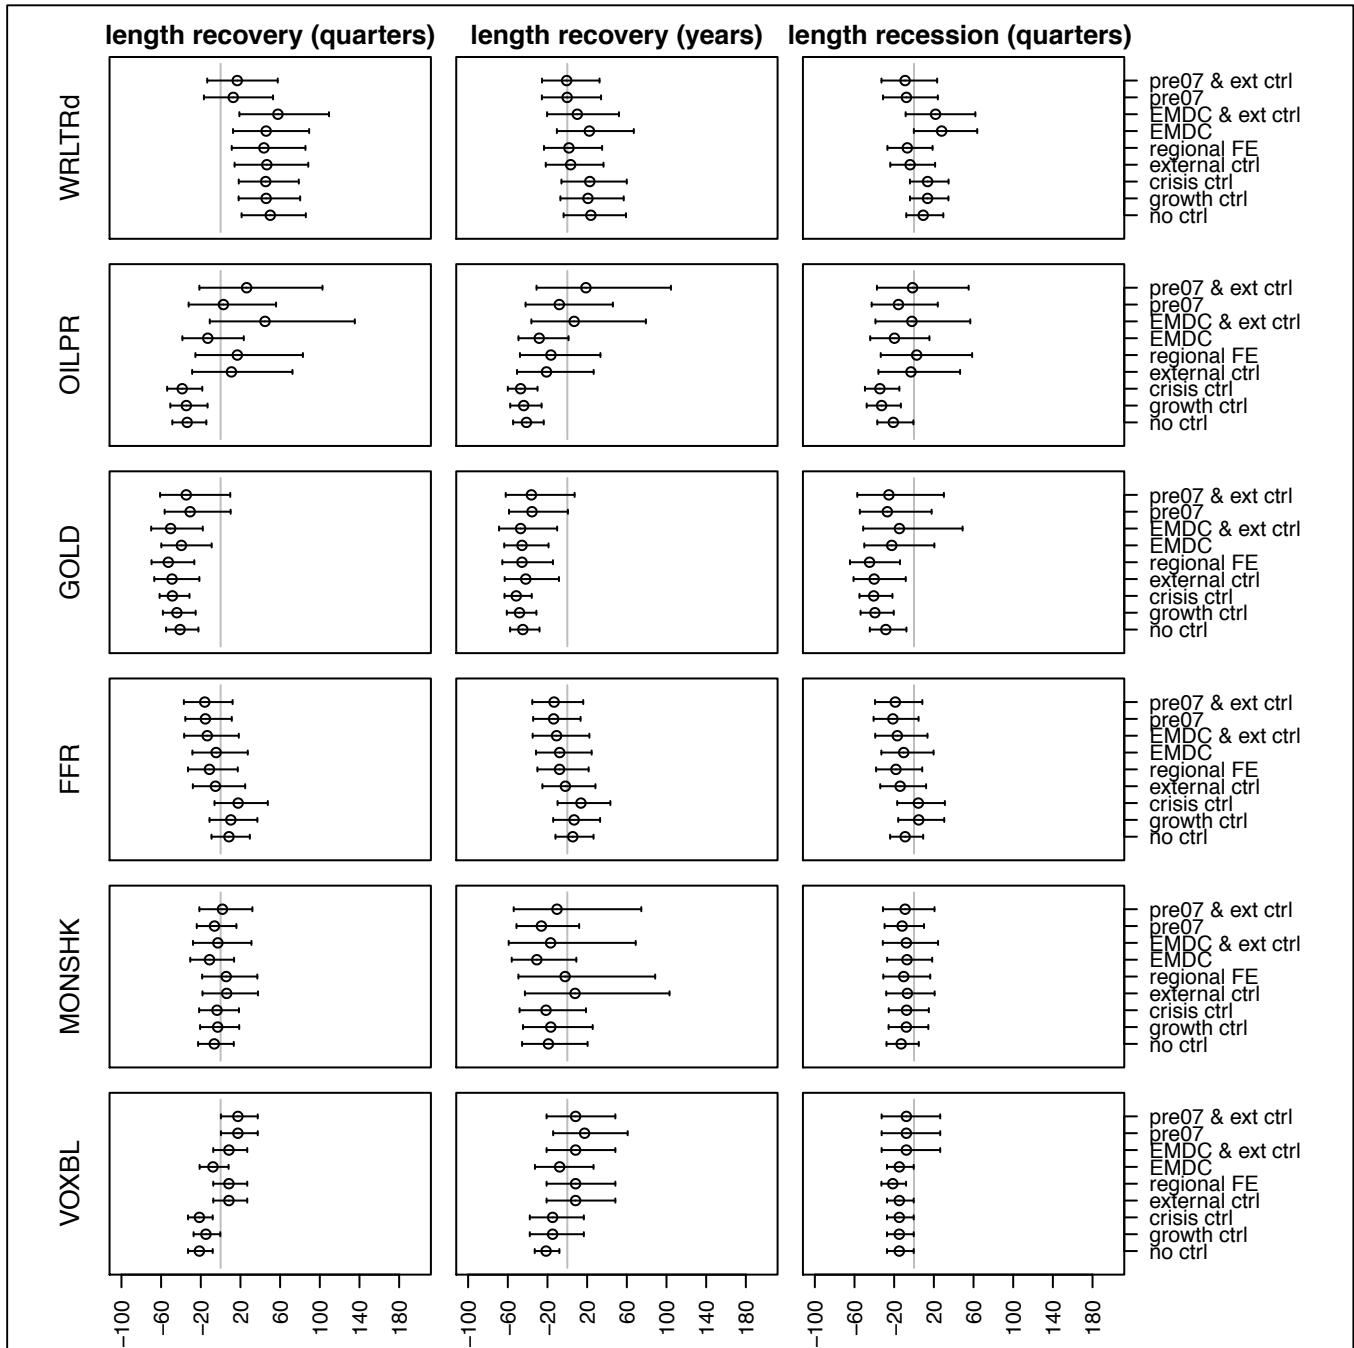 length recovery (quarters) length recovery (years) length recession (quarters)
WRLTRd
pre07 & ext ctrl
pre07
EMDC & ext ctrl
EMDC
regional FE
external ctrl
crisis ctrl
growth ctrl
no ctrl
OILPR
pre07 & ext ctrl
pre07
EMDC & ext ctrl
EMDC
regional FE
external ctrl
crisis ctrl
growth ctrl
no ctrl
GOLD
pre07 & ext ctrl
pre07
EMDC & ext ctrl
EMDC
regional FE
external ctrl
crisis ctrl
growth ctrl
no ctrl
FFR
pre07 & ext ctrl
pre07
EMDC & ext ctrl
EMDC
regional FE
external ctrl
crisis ctrl
growth ctrl
no ctrl
MONSHK
pre07 & ext ctrl
pre07
EMDC & ext ctrl
EMDC
regional FE
external ctrl
crisis ctrl
growth ctrl
no ctrl
VOXBL
pre07 & ext ctrl
pre07
EMDC & ext ctrl
EMDC
regional FE
external ctrl
crisis ctrl
growth ctrl
no ctrl
−100 −60 −20 20 60 100 140 180 −100 −60 −20 20 60 100 140 180 −100 −60 −20 20 60 100 140 180